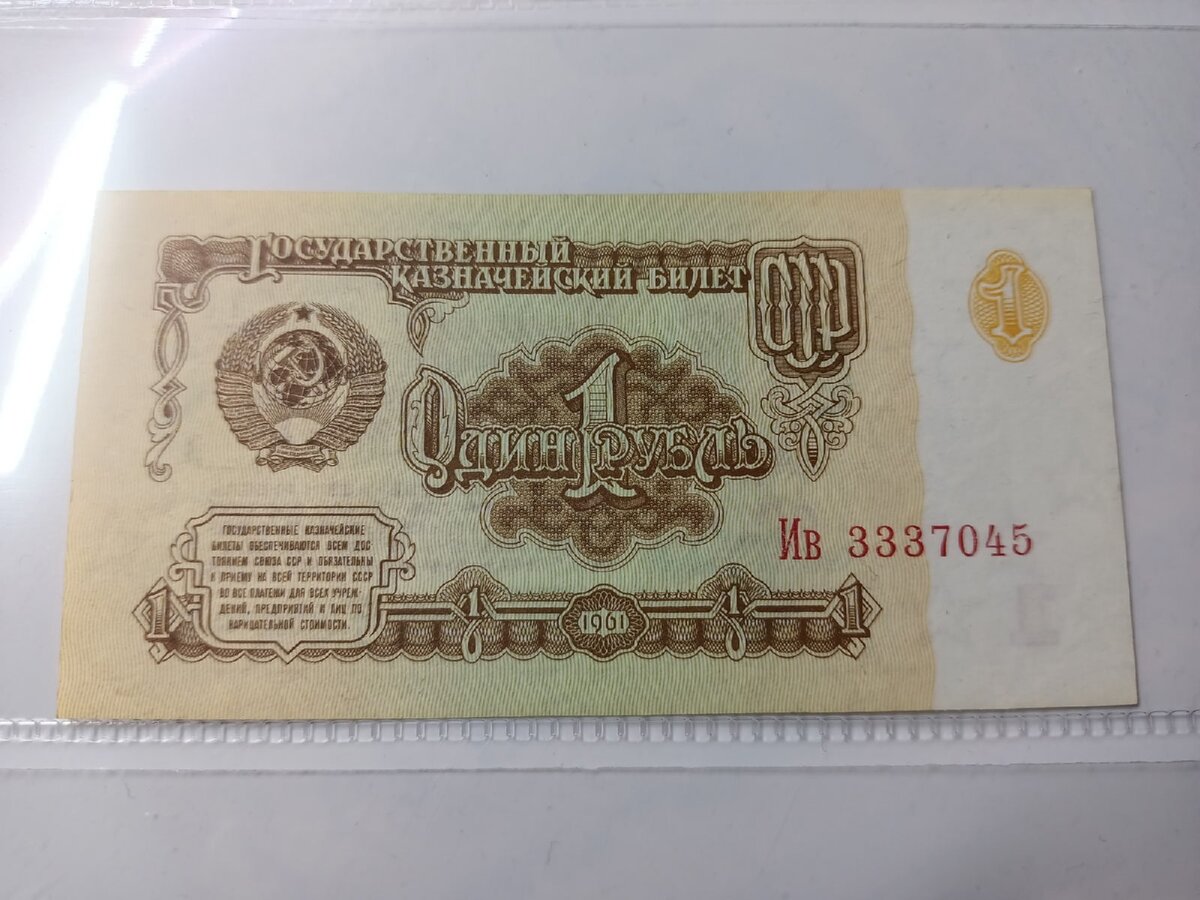 Государственный
казначейский билет
СССР
1
1
Один рубль
Ив 3337045
Государственные казначейские
билеты обеспечиваются всем дос
тоянием Союза ССР и обязательны
к приему на всей территории СССР
во все платежи для всех учреж-
дений, предприятий и лиц по
нарицательной стоимости.
1 1 1961 1 1